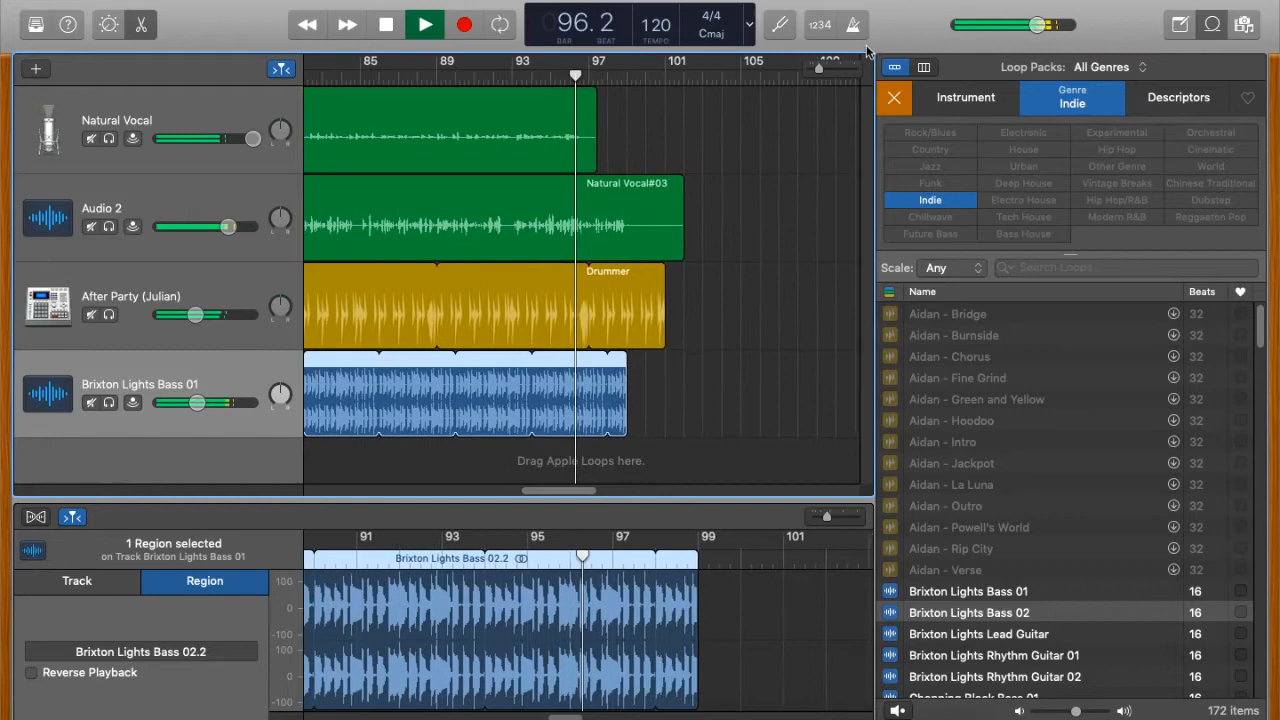 96.2
BAR
BEAT
120
TEMPO
4/4
Cmaj
1234
85
89
93
97
101
105
Loop Packs: All Genres
Natural Vocal
Instrument
Genre
Indie
Descriptors
Rock/Blues
Electronic
Experimental
Orchestral
Country
House
Hip Hop
Cinematic
Jazz
Urban
Other Genre
World
Funk
Deep House
Vintage Breaks
Chinese Traditional
Indie
Electro House
Hip Hop/R&B
Dubstep
Chillwave
Tech House
Modern R&B
Reggaeton Pop
Future Bass
Bass House
Audio 2
Natural Vocal#03
After Party (Julian)
Drummer
Brixton Lights Bass 01
Drag Apple Loops here.
L R
L R
L R
L R
Scale: Any
Search Loops
Name
Beats
Aidan - Bridge 32
Aidan - Burnside 32
Aidan - Chorus 32
Aidan - Fine Grind 32
Aidan - Green and Yellow 32
Aidan - Hoodoo 32
Aidan - Intro 32
Aidan - Jackpot 32
Aidan - La Luna 32
Aidan - Outro 32
Aidan - Powell's World 32
Aidan - Rip City 32
Aidan - Verse 32
Brixton Lights Bass 01 16
Brixton Lights Bass 02 16
Brixton Lights Lead Guitar 16
Brixton Lights Rhythm Guitar 01 16
Brixton Lights Rhythm Guitar 02 16
Chopping Block Bass 01 16
172 items
1 Region selected
on Track Brixton Lights Bass 01
Track
Region
Brixton Lights Bass 02.2
Reverse Playback
91
93
95
97
99
101
Brixton Lights Bass 02.2
100
0
-100
100
0
-100